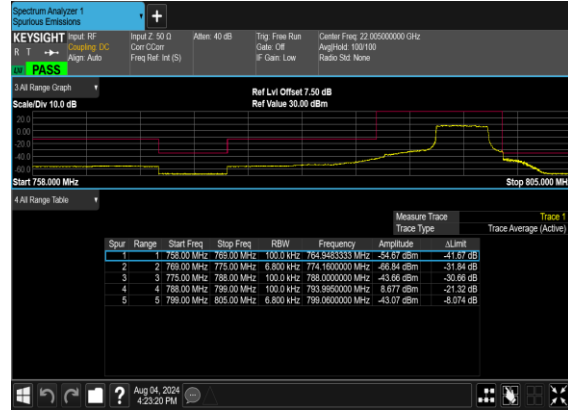 Spectrum Analyzer 1
Spurious Emissions
+
KEYSIGHT Input: RF Input Z: 50 Ω Atten: 40 dB Trig: Free Run Center Freq: 22.005000000 GHz
R T Coupling: DC Corr CCorr Gate: Off Avg|Hold: 100/100
Align: Auto Freq Ref: Int (S) IF Gain: Low Radio Std: None
PASS
3 All Range Graph
Ref Lvl Offset 7.50 dB
Scale/Div 10.0 dB Ref Value 30.00 dBm
20.0
0.00
-20.0
-40.0
-60.0
Start 758.000 MHz Stop 805.000 MH
4 All Range Table
Measure Trace Trace 1
Trace Type Trace Average (Active)
Spur Range Start Freq Stop Freq RBW Frequency Amplitude ΔLimit
1 1 758.00 MHz 769.00 MHz 100.0 kHz 764.9483333 MHz -54.67 dBm -41.67 dB
2 2 769.00 MHz 775.00 MHz 6.800 kHz 774.1600000 MHz -66.84 dBm -31.84 dB
3 3 775.00 MHz 788.00 MHz 100.0 kHz 788.0000000 MHz -43.66 dBm -30.66 dB
4 4 788.00 MHz 799.00 MHz 100.0 kHz 793.9950000 MHz 8.677 dBm -21.32 dB
5 5 799.00 MHz 805.00 MHz 6.800 kHz 799.0600000 MHz -43.07 dBm -8.074 dB
? Aug 04, 2024
4:23:20 PM